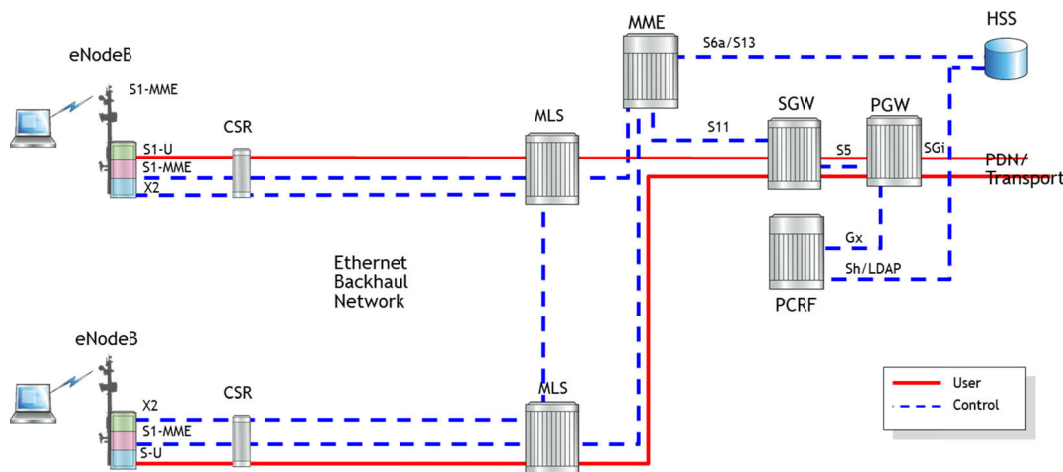 MME
HSS
eNodeB
S6a/S13
S1-MME
SGW
PGW
CSR
MLS
S11
S1-U
S5
SGi
S1-MME
PDN/
Transport
X2
Gx
Ethernet
Backhaul
Network
Sh/LDAP
PCRF
eNodeB
CSR
MLS
User
X2
Control
S1-MME
S-U